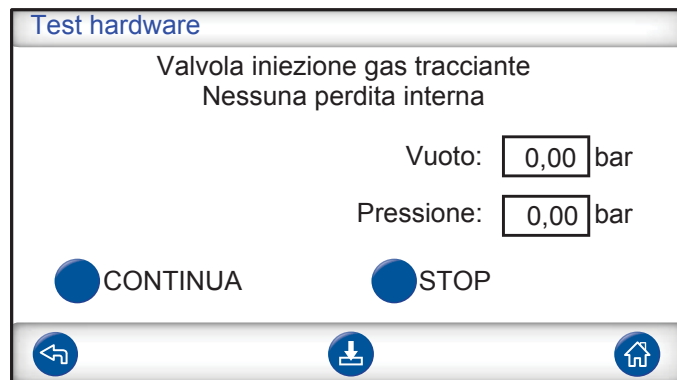 Test hardware
Valvola iniezione gas tracciante
Nessuna perdita interna
Vuoto: 0,00 bar
Pressione: 0,00 bar
CONTINUA STOP